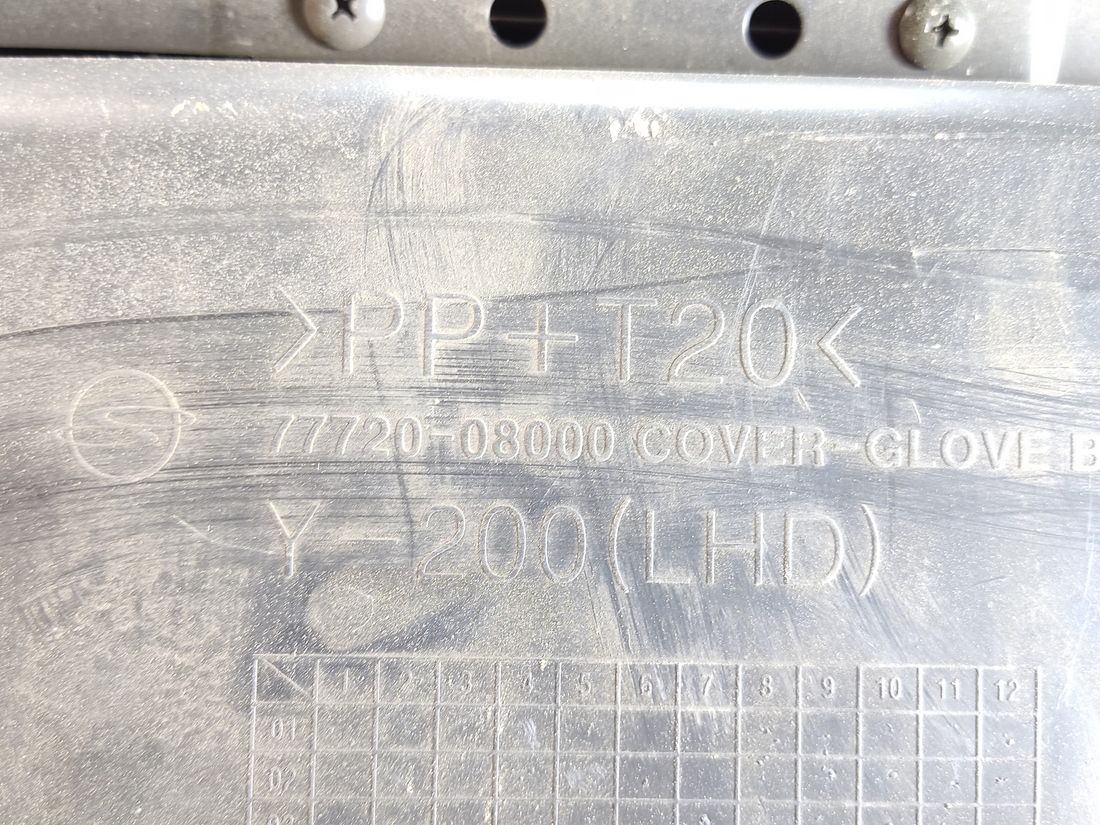 >PP+T20<
S
77720-08000 COVER-GLOVE B
Y-200(LHD)
1 2 3 4 5 6 7 8 9 10 11 12
01
02
03